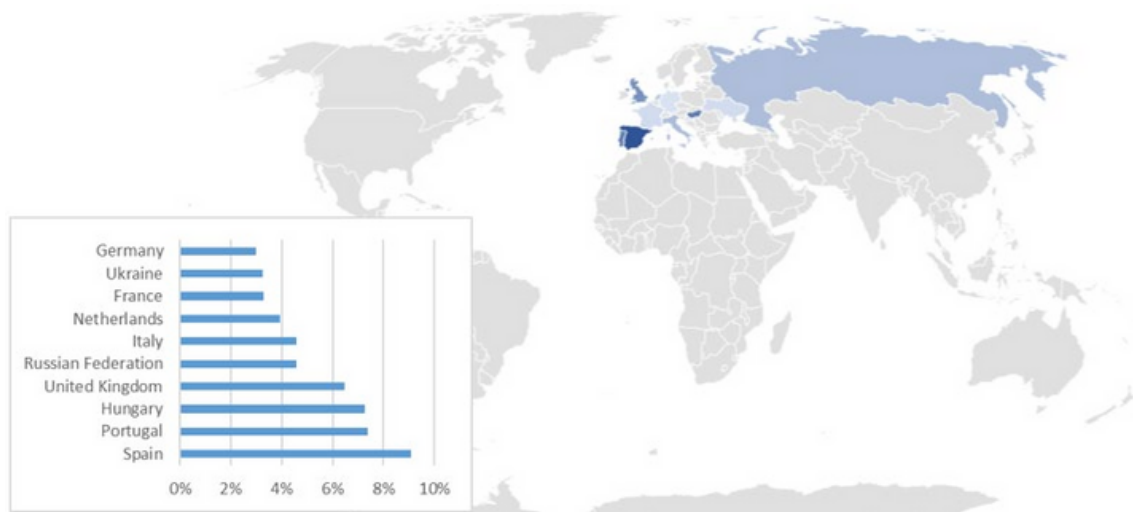 Germany
Ukraine
France
Netherlands
Italy
Russian Federation
United Kingdom
Hungary
Portugal
Spain
0% 2% 4% 6% 8% 10%